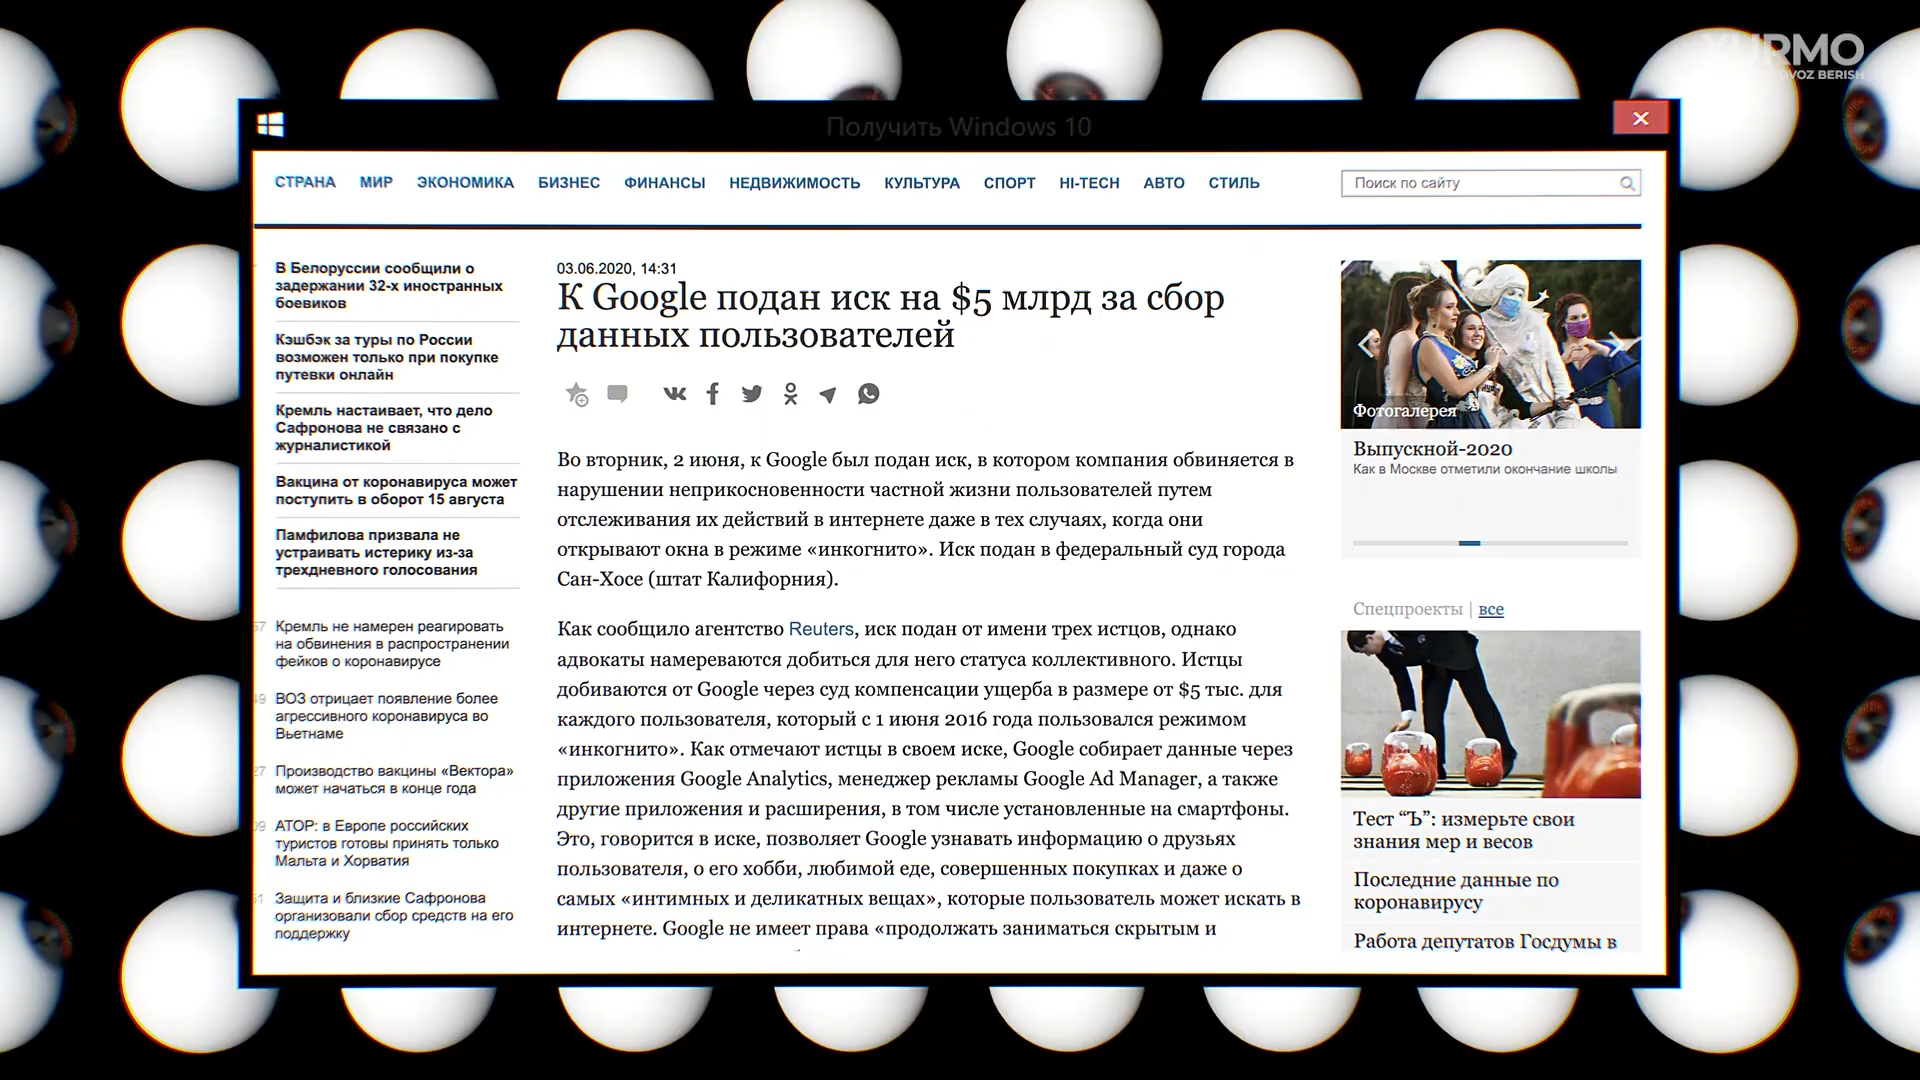 XURMO
OVOZ BERISH
Получить Windows 10
СТРАНА МИР ЭКОНОМИКА БИЗНЕС ФИНАНСЫ НЕДВИЖИМОСТЬ КУЛЬТУРА СПОРТ HI-TECH АВТО СТИЛЬ
Поиск по сайту
В Белоруссии сообщили о
задержании 32-х иностранных
боевиков
Кэшбэк за туры по России
возможен только при покупке
путевки онлайн
Кремль настаивает, что дело
Сафронова не связано с
журналистикой
Вакцина от коронавируса может
поступить в оборот 15 августа
Памфилова призвала не
устраивать истерику из-за
трехдневного голосования
Кремль не намерен реагировать
на обвинения в распространении
фейков о коронавирусе
ВОЗ отрицает появление более
агрессивного коронавируса во
Вьетнаме
Производство вакцины «Вектора»
может начаться в конце года
АТОР: в Европе российских
туристов готовы принять только
Мальта и Хорватия
Защита и близкие Сафронова
организовали сбор средств на его
поддержку
03.06.2020, 14:31
К Google подан иск на $5 млрд за сбор
данных пользователей
Во вторник, 2 июня, к Google был подан иск, в котором компания обвиняется в
нарушении неприкосновенности частной жизни пользователей путем
отслеживания их действий в интернете даже в тех случаях, когда они
открывают окна в режиме «инкогнито». Иск подан в федеральный суд города
Сан-Хосе (штат Калифорния).
Как сообщило агентство Reuters, иск подан от имени трех истцов, однако
адвокаты намереваются добиться для него статуса коллективного. Истцы
добиваются от Google через суд компенсации ущерба в размере от $5 тыс. для
каждого пользователя, который с 1 июня 2016 года пользовался режимом
«инкогнито». Как отмечают истцы в своем иске, Google собирает данные через
приложения Google Analytics, менеджер рекламы Google Ad Manager, а также
другие приложения и расширения, в том числе установленные на смартфоны.
Это, говорится в иске, позволяет Google узнавать информацию о друзьях
пользователя, о его хобби, любимой еде, совершенных покупках и даже о
самых «интимных и деликатных вещах», которые пользователь может искать в
интернете. Google не имеет права «продолжать заниматься скрытым и
Фотогалерея
Выпускной-2020
Как в Москве отметили окончание школы
Спецпроекты | все
Тест “Ъ”: измерьте свои
знания мер и весов
Последние данные по
коронавирусу
Работа депутатов Госдумы в